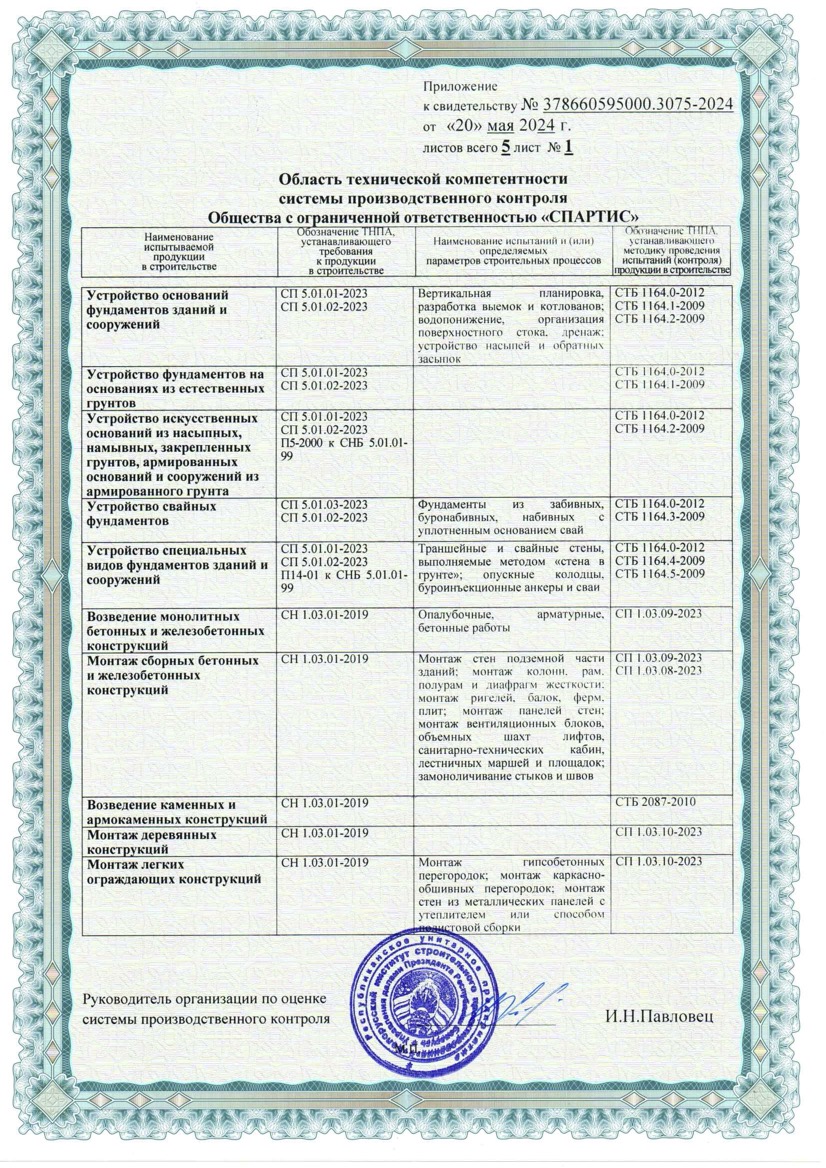 Приложение
к свидетельству № 378660595000.3075-2024
от «20» мая 2024 г.
листов всего 5 лист № 1
Область технической компетентности
системы производственного контроля
Общества с ограниченной ответственностью «СПАРТИС»
Наименование
испытываемой
продукции
в строительстве
Обозначение ТНПА,
устанавливающего
требования
к продукции
в строительстве
Наименование испытаний и (или)
определяемых
параметров строительных процессов
Обозначение ТНПА,
устанавливающего
методику проведения
испытаний (контроля)
продукции в строительстве
Устройство оснований
фундаментов зданий и
сооружений
СП 5.01.01-2023
СП 5.01.02-2023
Вертикальная планировка,
разработка выемок и котлованов;
водопонижение, организация
поверхностного стока, дренаж;
устройство насыпей и обратных
засыпок
СТБ 1164.0-2012
СТБ 1164.1-2009
СТБ 1164.2-2009
Устройство фундаментов на
основаниях из естественных
грунтов
СП 5.01.01-2023
СП 5.01.02-2023
СТБ 1164.0-2012
СТБ 1164.1-2009
Устройство искусственных
оснований из насыпных,
намывных, закрепленных
грунтов, армированных
оснований и сооружений из
армированного грунта
СП 5.01.01-2023
СП 5.01.02-2023
П5-2000 к СНБ 5.01.01-
99
СТБ 1164.0-2012
СТБ 1164.2-2009
Устройство свайных
фундаментов
СП 5.01.03-2023
СП 5.01.02-2023
Фундаменты из забивных,
буронабивных, набивных с
уплотненным основанием свай
СТБ 1164.0-2012
СТБ 1164.3-2009
Устройство специальных
видов фундаментов зданий и
сооружений
СП 5.01.01-2023
СП 5.01.02-2023
П14-01 к СНБ 5.01.01-
99
Траншейные и свайные стены,
выполняемые методом «стена в
грунте»; опускные колодцы,
буроинъекционные анкеры и сваи
СТБ 1164.0-2012
СТБ 1164.4-2009
СТБ 1164.5-2009
Возведение монолитных
бетонных и железобетонных
конструкций
СН 1.03.01-2019
Опалубочные, арматурные,
бетонные работы
СП 1.03.09-2023
Монтаж сборных бетонных
и железобетонных
конструкций
СН 1.03.01-2019
Монтаж стен подземной части
зданий; монтаж колонн, рам,
полурам и диафрагм жесткости;
монтаж ригелей, балок, ферм,
плит; монтаж панелей стен;
монтаж вентиляционных блоков,
объемных шахт лифтов,
санитарно-технических кабин,
лестничных маршей и площадок;
замоноличивание стыков и швов
СП 1.03.09-2023
СП 1.03.08-2023
Возведение каменных и
армокаменных конструкций
СН 1.03.01-2019
СТБ 2087-2010
Монтаж деревянных
конструкций
СН 1.03.01-2019
СП 1.03.10-2023
Монтаж легких
ограждающих конструкций
СН 1.03.01-2019
Монтаж гипсобетонных
перегородок; монтаж каркасно-
обшивных перегородок; монтаж
стен из металлических панелей с
утеплителем или способом
полистовой сборки
СП 1.03.10-2023
Руководитель организации по оценке
системы производственного контроля
И.Н.Павловец
Республиканское унитарное предприятие